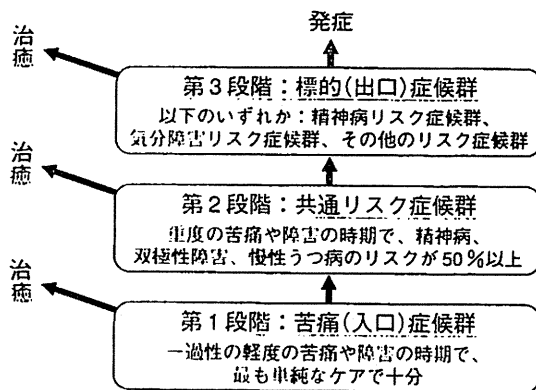 発症
治癒
第3段階：標的(出口)症候群
以下のいずれか：精神病リスク症候群、
気分障害リスク症候群、その他のリスク症候群
治癒
第2段階：共通リスク症候群
重度の苦痛や障害の時期で、精神病、
双極性障害、慢性うつ病のリスクが50％以上
治癒
第1段階：苦痛(入口)症候群
一過性の軽度の苦痛や障害の時期で、
最も単純なケアで十分